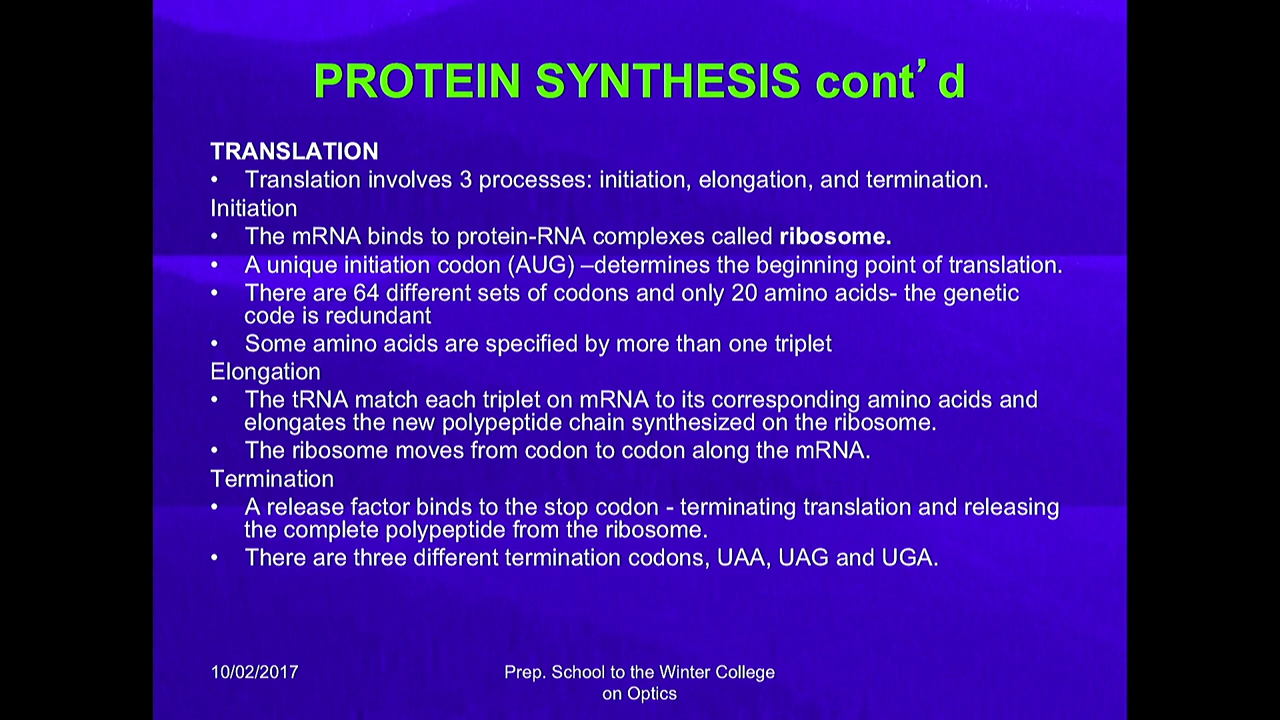 PROTEIN SYNTHESIS cont’d
TRANSLATION
• Translation involves 3 processes: initiation, elongation, and termination.
Initiation
• The mRNA binds to protein-RNA complexes called ribosome.
• A unique initiation codon (AUG) –determines the beginning point of translation.
• There are 64 different sets of codons and only 20 amino acids- the genetic
code is redundant
• Some amino acids are specified by more than one triplet
Elongation
• The tRNA match each triplet on mRNA to its corresponding amino acids and
elongates the new polypeptide chain synthesized on the ribosome.
• The ribosome moves from codon to codon along the mRNA.
Termination
• A release factor binds to the stop codon - terminating translation and releasing
the complete polypeptide from the ribosome.
• There are three different termination codons, UAA, UAG and UGA.
10/02/2017
Prep. School to the Winter College
on Optics